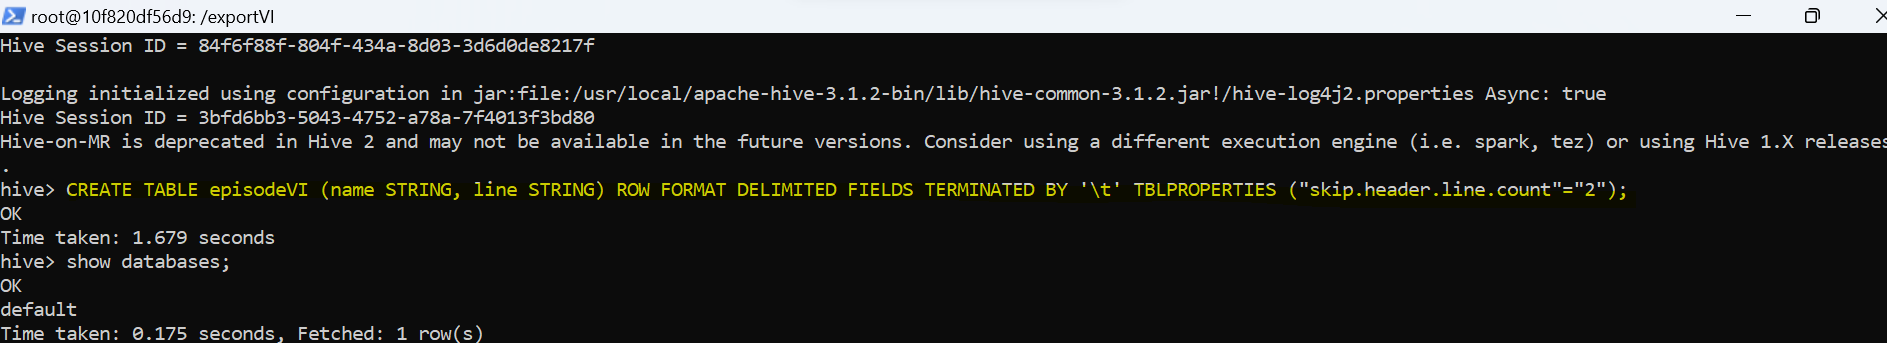 root@10f820df56d9: /exportVI
Hive Session ID = 84f6f88f-804f-434a-8d03-3d6d0de8217f
Logging initialized using configuration in jar:file:/usr/local/apache-hive-3.1.2-bin/lib/hive-common-3.1.2.jar!/hive-log4j2.properties Async: true
Hive Session ID = 3bfd6bb3-5043-4752-a78a-7f4013f3bd80
Hive-on-MR is deprecated in Hive 2 and may not be available in the future versions. Consider using a different execution engine (i.e. spark, tez) or using Hive 1.X releases
.
hive> CREATE TABLE episodeVI (name STRING, line STRING) ROW FORMAT DELIMITED FIELDS TERMINATED BY '\t' TBLPROPERTIES ("skip.header.line.count"="2");
OK
Time taken: 1.679 seconds
hive> show databases;
OK
default
Time taken: 0.175 seconds, Fetched: 1 row(s)